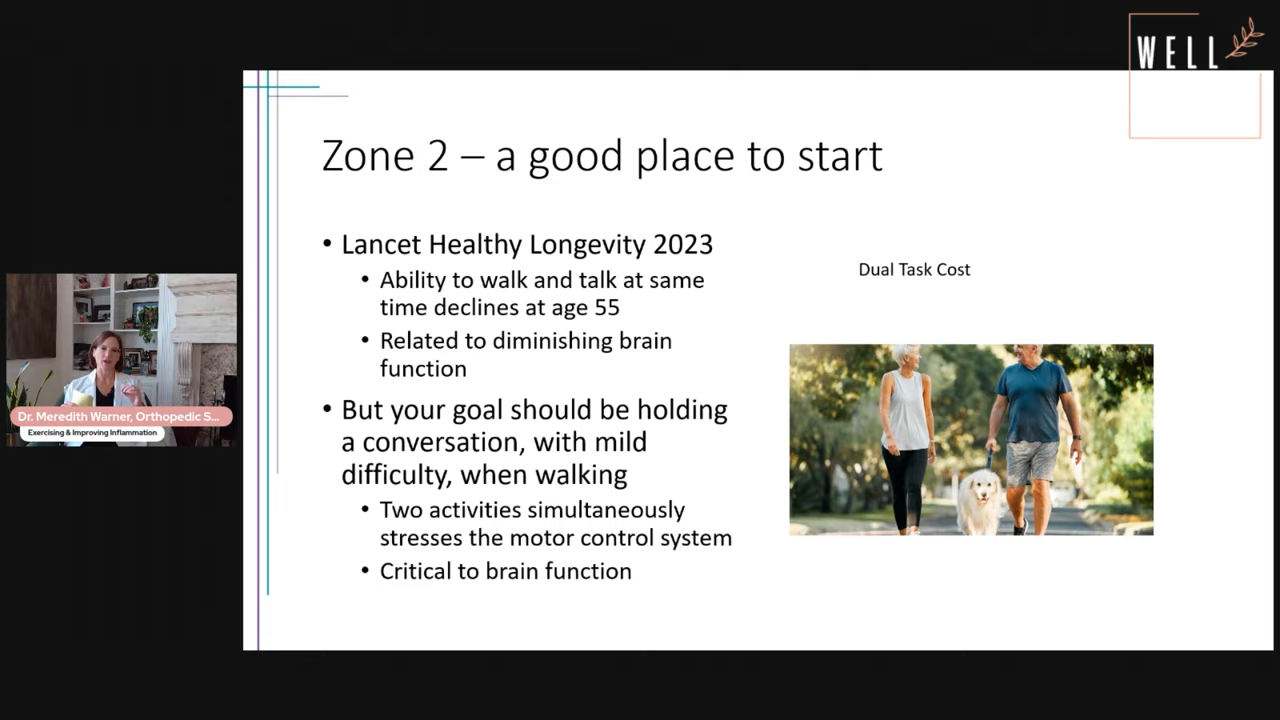 WELL
Zone 2 – a good place to start
• Lancet Healthy Longevity 2023
• Ability to walk and talk at same
time declines at age 55
• Related to diminishing brain
function
• But your goal should be holding
a conversation, with mild
difficulty, when walking
• Two activities simultaneously
stresses the motor control system
• Critical to brain function
Dual Task Cost
Dr. Meredith Warner, Orthopedic S...
Exercising & Improving Inflammation